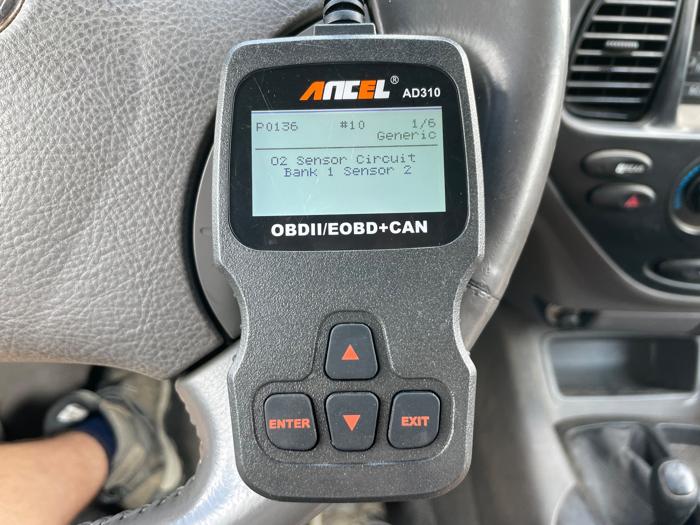 ANCEL® AD310
P0136 #10 1/6
Generic
O2 Sensor Circuit
Bank 1 Sensor 2
OBDII/EOBD+CAN
ENTER EXIT